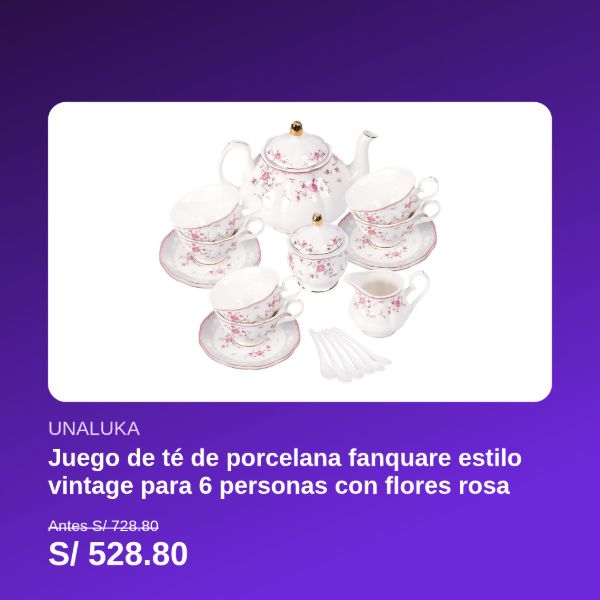 UNALUKA
Juego de té de porcelana fanquare estilo
vintage para 6 personas con flores rosa
Antes S/ 728.80
S/ 528.80